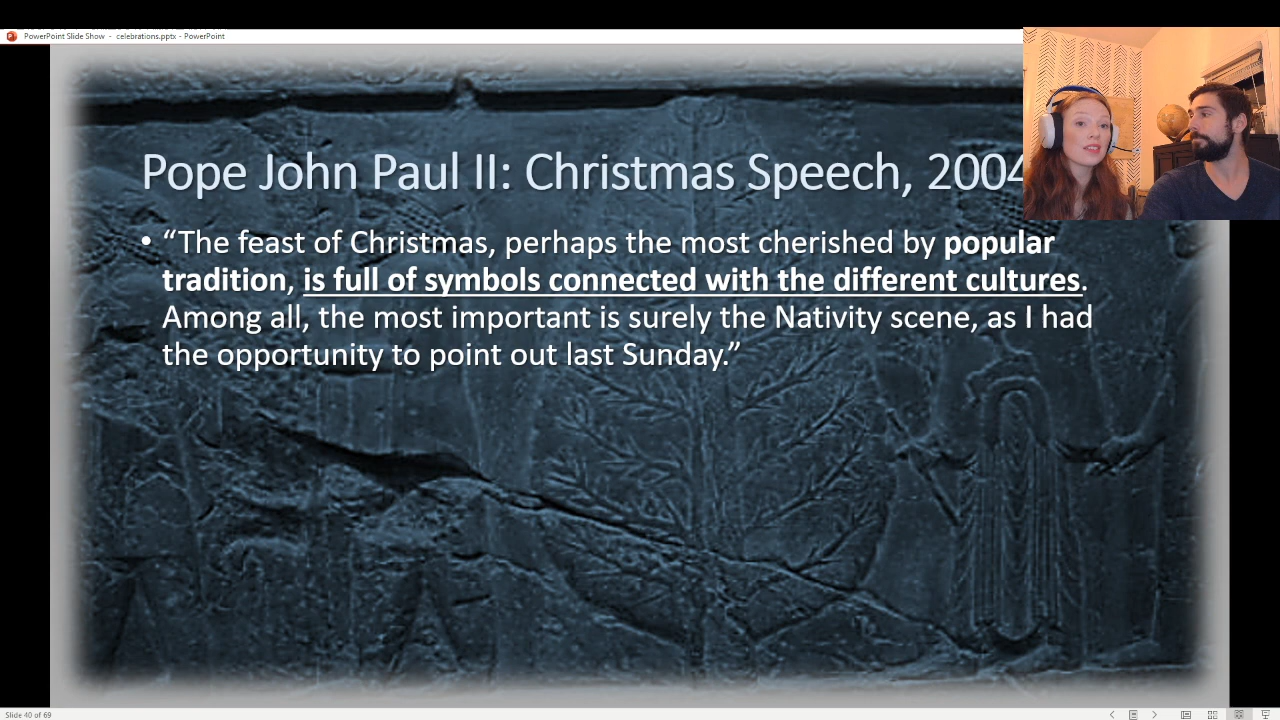 PowerPoint Slide Show - celebrations.pptx - PowerPoint
Pope John Paul II: Christmas Speech, 2004
• “The feast of Christmas, perhaps the most cherished by popular
tradition, is full of symbols connected with the different cultures.
Among all, the most important is surely the Nativity scene, as I had
the opportunity to point out last Sunday.”
Slide 40 of 69